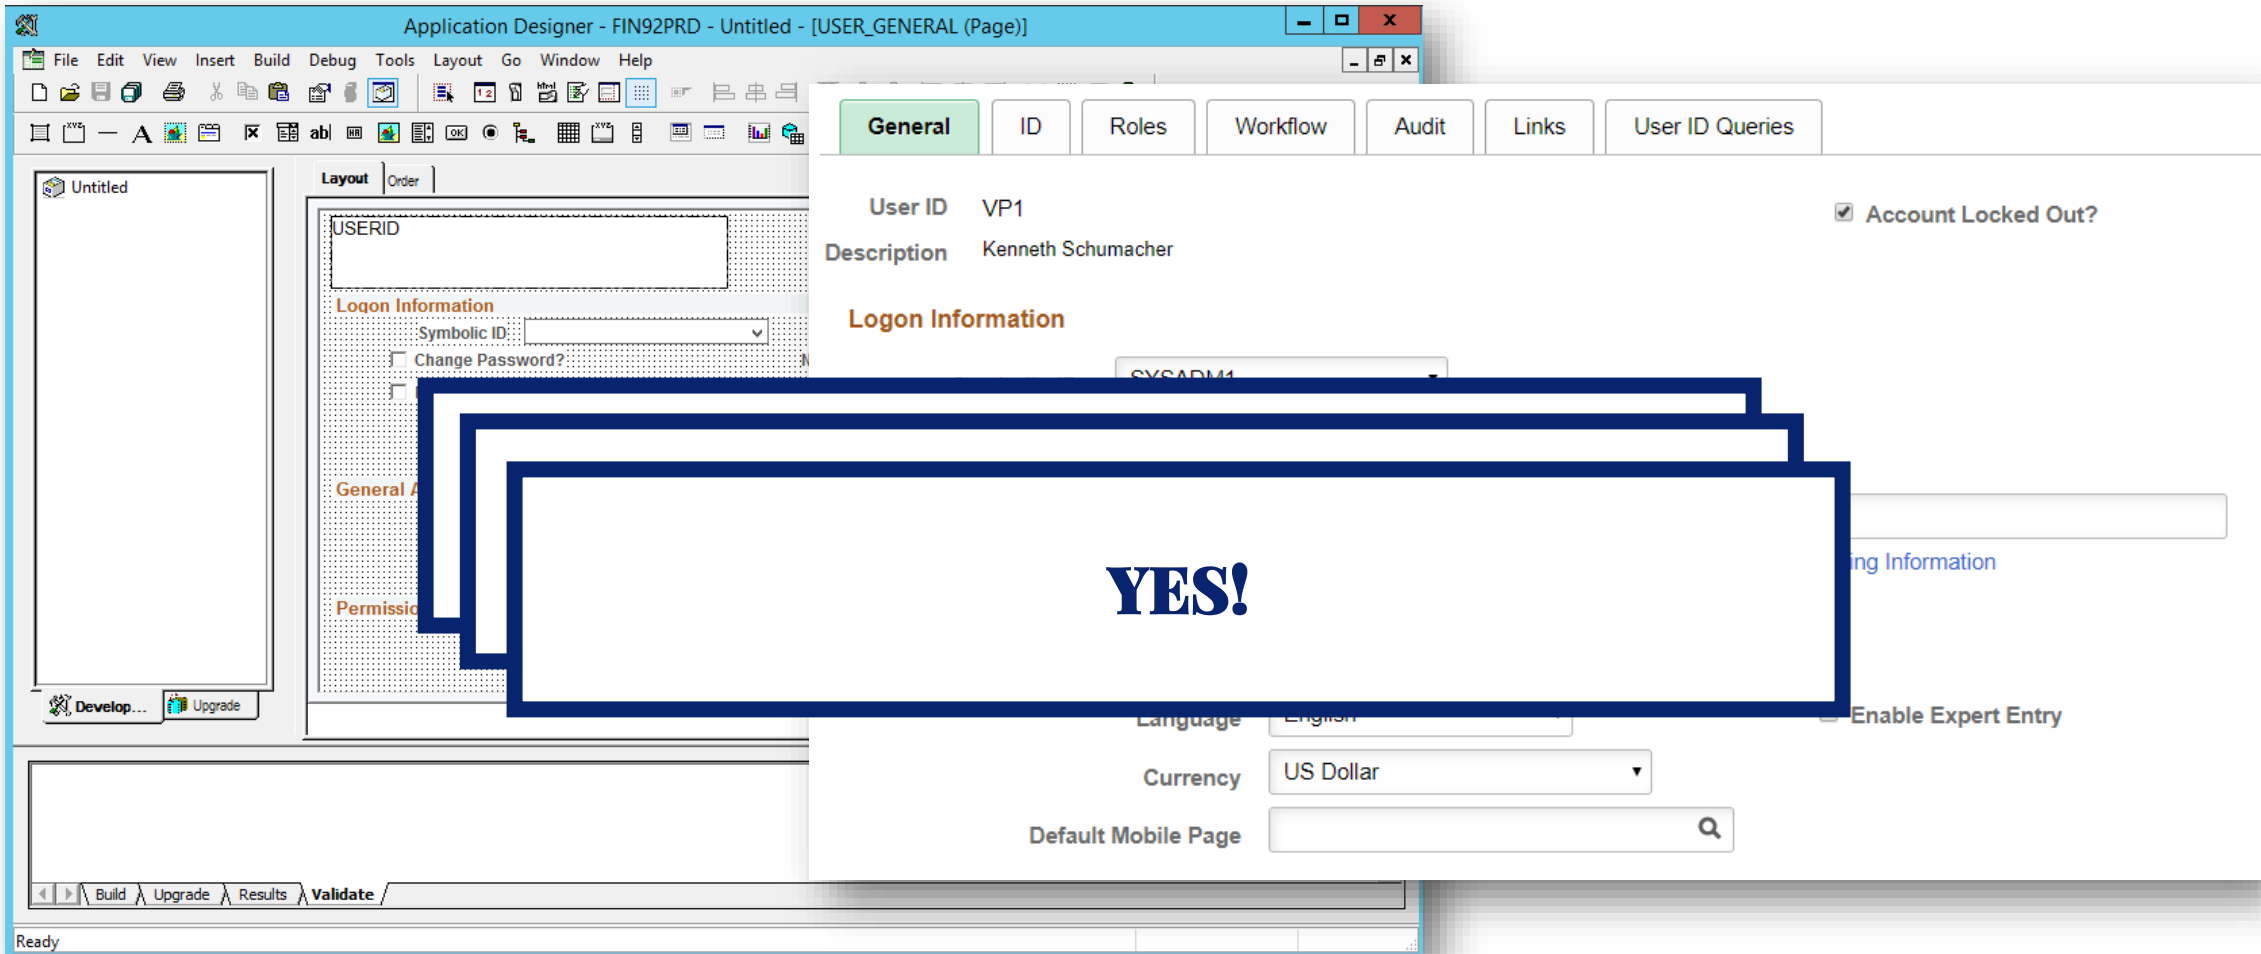 Application Designer - FIN92PRD - Untitled - [USER_GENERAL (Page)]
File Edit View Insert Build Debug Tools Layout Go Window Help
General ID Roles Workflow Audit Links User ID Queries
Untitled
Layout Order
USERID
Logon Information
Symbolic ID
Change Password?
General
Develop... Upgrade
Build Upgrade Results Validate
Ready
User ID VP1
Account Locked Out?
Description Kenneth Schumacher
Logon Information
SYSADM1
YES!
Information
Language English
Enable Expert Entry
Currency US Dollar
Default Mobile Page